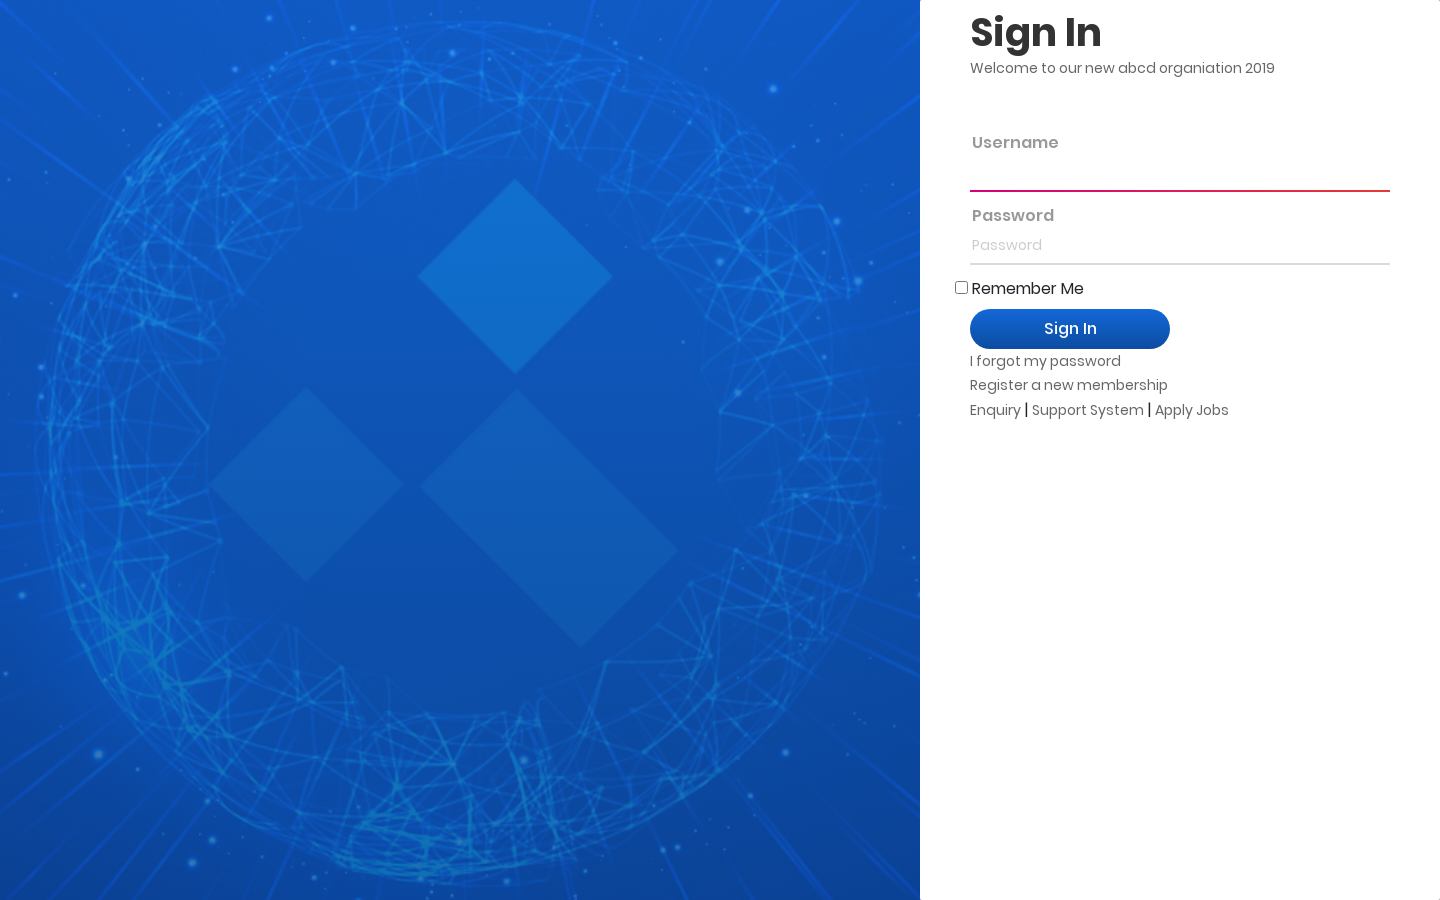 Sign In
Welcome to our new abcd organiation 2019
Username
Password
Password
Remember Me
Sign In
I forgot my password
Register a new membership
Enquiry | Support System | Apply Jobs